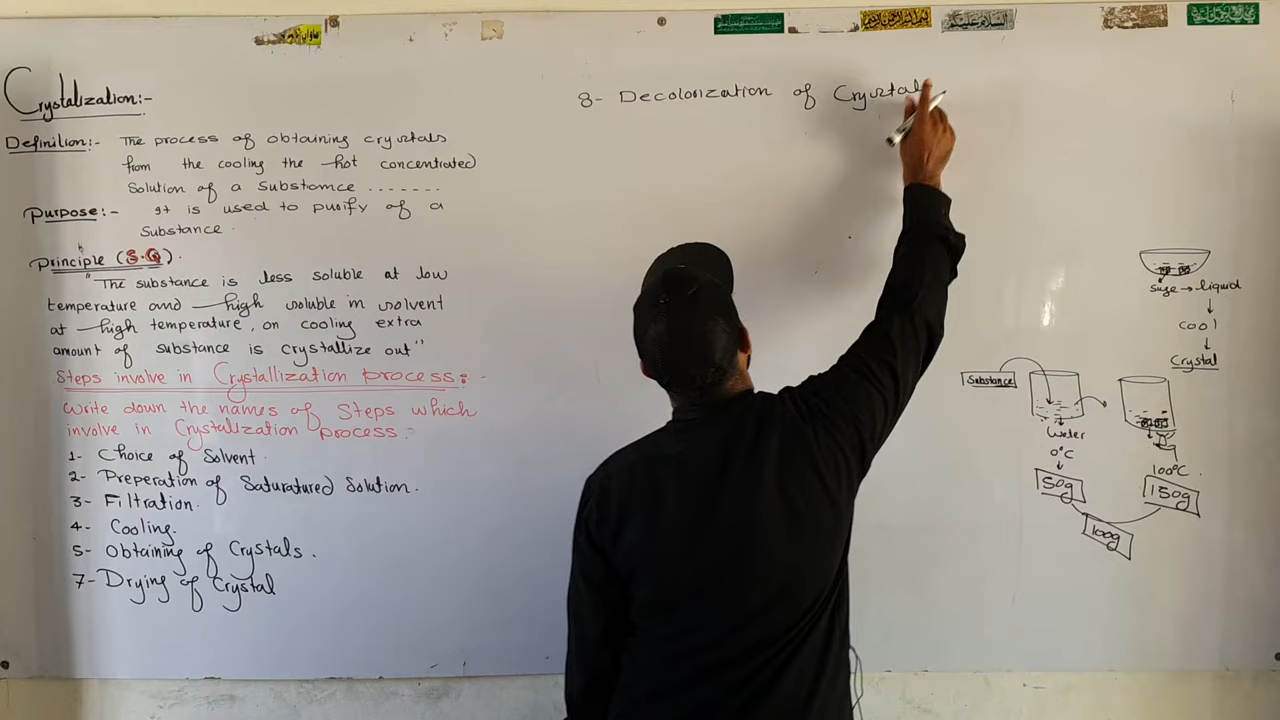 السلام علیکم
Crystalization:-
Definition:- The process of obtaining crystals
from the cooling the hot concentrated
Solution of a Substamce .......
Purpose:- It is used to purify of a
Substance.
Principle (S.Q).
"The substance is less soluble at low
temperature and high soluble in solvent
at high temperature, on cooling extra
amount of substance is crystallize out"
Steps involve in Crystallization process:-
Write down the names of Steps which
involve in Crystalization process:
1- Choice of Solvent.
2- Preperation of Saturatured Solution.
3- Filtration.
4- Cooling.
5- Obtaining of Crystals.
7- Drying of Crystal
8- Decolorization of Crystal
liquid
cool
Crystal
Substance
Water
0°C
50g
100°C.
150g
100g